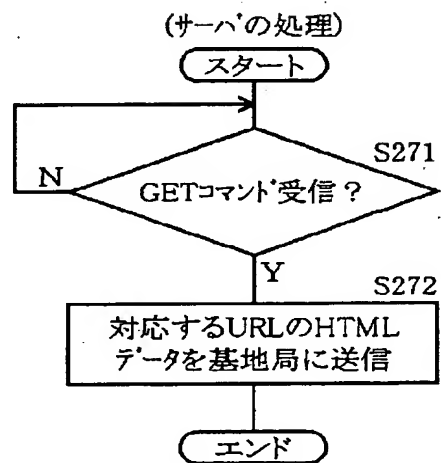 (サーバの処理)
スタート
S271
N
GETコマンド受信？
Y
S272
対応するURLのHTML
データを基地局に送信
エンド